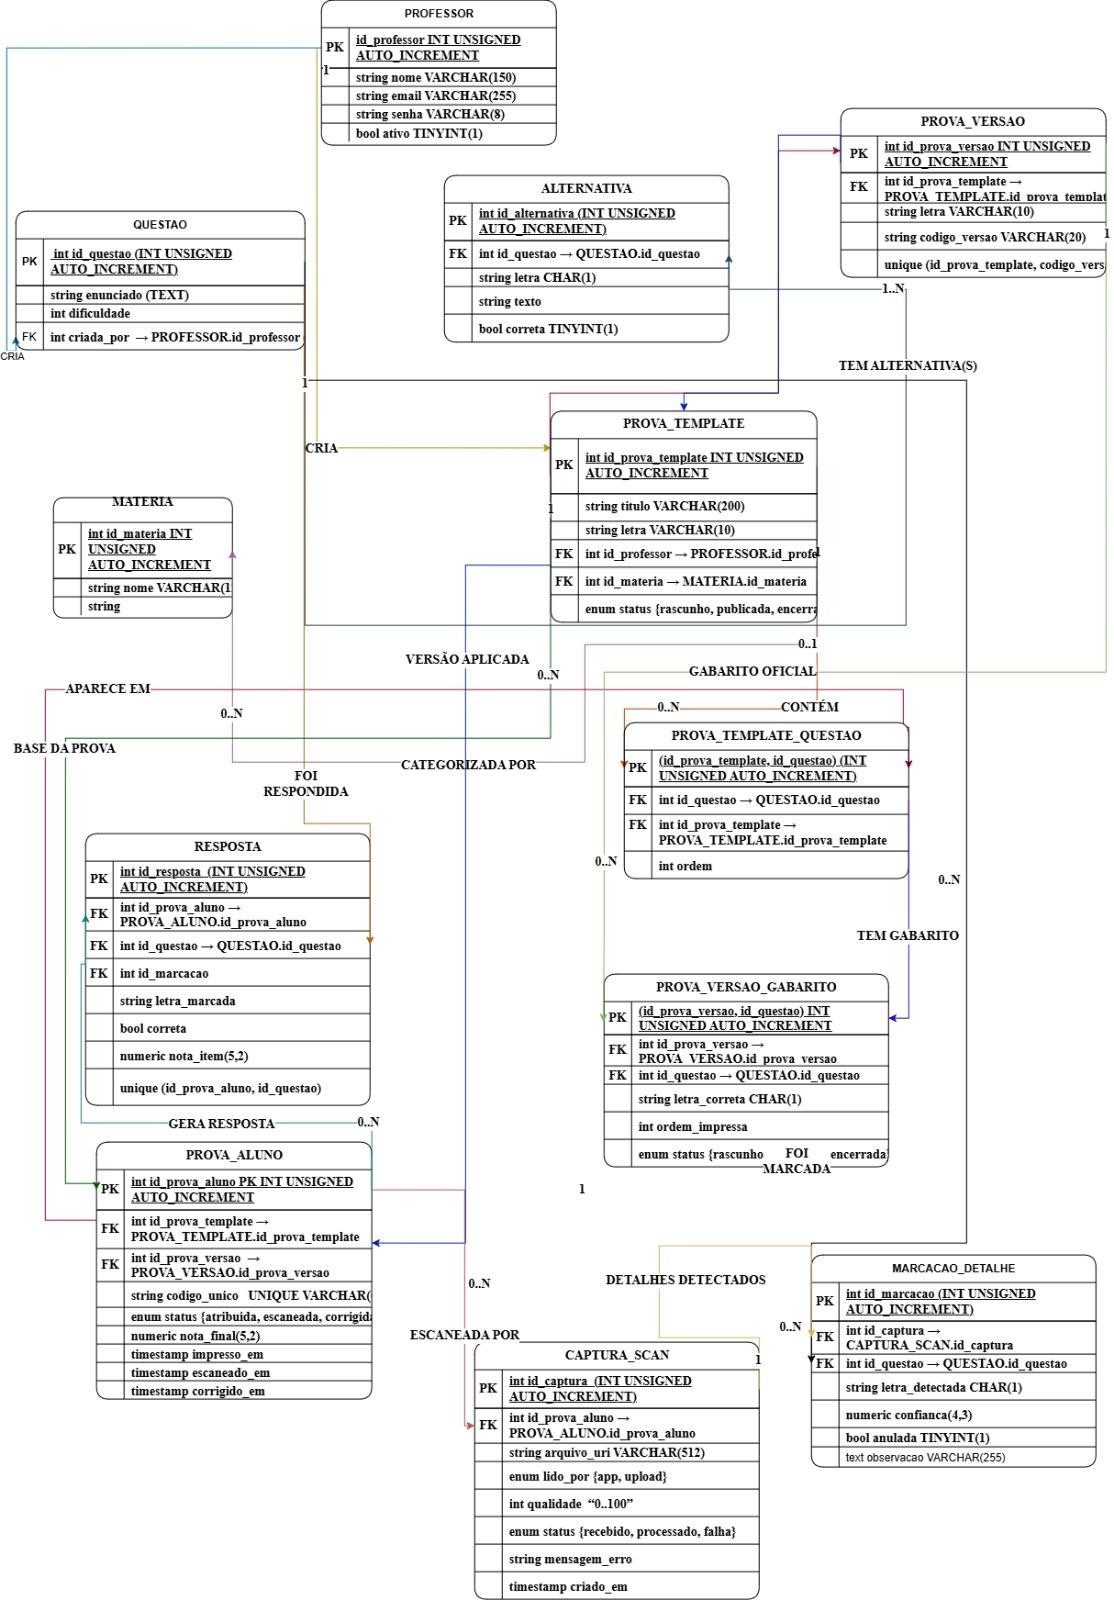 PROFESSOR
PK
id_professor INT UNSIGNED
AUTO_INCREMENT
1
string nome VARCHAR(150)
string email VARCHAR(255)
string senha VARCHAR(8)
bool ativo TINYINT(1)
PROVA_VERSAO
PK
int id_prova_versao INT UNSIGNED
AUTO_INCREMENT
FK
int id_prova_template →
PROVA_TEMPLATE.id_prova_templat
string letra VARCHAR(10)
string codigo_versao VARCHAR(20)
1
unique (id_prova_template, codigo_vers
ALTERNATIVA
PK
int id_alternativa (INT UNSIGNED
AUTO_INCREMENT)
FK
int id_questao → QUESTAO.id_questao
string letra CHAR(1)
string texto
bool correta TINYINT(1)
1..N
QUESTAO
PK
int id_questao (INT UNSIGNED
AUTO_INCREMENT)
string enunciado (TEXT)
int dificuldade
FK
int criada_por → PROFESSOR.id_professor
CRIA
TEM ALTERNATIVA(S)
1
CRIA
PROVA_TEMPLATE
PK
int id_prova_template INT UNSIGNED
AUTO_INCREMENT
1
string titulo VARCHAR(200)
string letra VARCHAR(10)
FK
int id_professor → PROFESSOR.id_profe
1
FK
int id_materia → MATERIA.id_materia
enum status {rascunho, publicada, encerra
MATERIA
PK
int id_materia INT
UNSIGNED
AUTO_INCREMENT
string nome VARCHAR(1
string
0..1
VERSÃO APLICADA
0..N
GABARITO OFICIAL
APARECE EM
0..N
0..N
CONTÉM
BASE DA PROVA
CATEGORIZADA POR
FOI
RESPONDIDA
PROVA_TEMPLATE_QUESTAO
PK
(id_prova_template, id_questao) (INT
UNSIGNED AUTO_INCREMENT)
FK
int id_questao → QUESTAO.id_questao
FK
int id_prova_template →
PROVA_TEMPLATE.id_prova_template
int ordem
0..N
0..N
TEM GABARITO
RESPOSTA
PK
int id_resposta (INT UNSIGNED
AUTO_INCREMENT)
FK
int id_prova_aluno →
PROVA_ALUNO.id_prova_aluno
FK
int id_questao → QUESTAO.id_questao
FK
int id_marcacao
string letra_marcada
bool correta
numeric nota_item(5,2)
unique (id_prova_aluno, id_questao)
GERA RESPOSTA
0..N
PROVA_VERSAO_GABARITO
PK
(id_prova_versao, id_questao) INT
UNSIGNED AUTO_INCREMENT
FK
int id_prova_versao →
PROVA_VERSAO.id_prova_versao
FK
int id_questao → QUESTAO.id_questao
string letra_correta CHAR(1)
int ordem_impressa
enum status {rascunho
encerrada
FOI
MARCADA
1
PROVA_ALUNO
PK
int id_prova_aluno PK INT UNSIGNED
AUTO_INCREMENT
FK
int id_prova_template →
PROVA_TEMPLATE.id_prova_template
FK
int id_prova_versao →
PROVA_VERSAO.id_prova_versao
string codigo_unico UNIQUE VARCHAR(
enum status {atribuida, escaneada, corrigida
numeric nota_final(5,2)
timestamp impresso_em
timestamp escaneado_em
timestamp corrigido_em
0..N
ESCANEADA POR
DETALHES DETECTADOS
0..N
1
MARCACAO_DETALHE
PK
int id_marcacao (INT UNSIGNED
AUTO_INCREMENT)
FK
int id_captura →
CAPTURA_SCAN.id_captura
FK
int id_questao → QUESTAO.id_questao
string letra_detectada CHAR(1)
numeric confianca(4,3)
bool anulada TINYINT(1)
text observacao VARCHAR(255)
CAPTURA_SCAN
PK
int id_captura (INT UNSIGNED
AUTO_INCREMENT)
FK
int id_prova_aluno →
PROVA_ALUNO.id_prova_aluno
string arquivo_uri VARCHAR(512)
enum lido_por {app, upload}
int qualidade “0..100”
enum status {recebido, processado, falha}
string mensagem_erro
timestamp criado_em